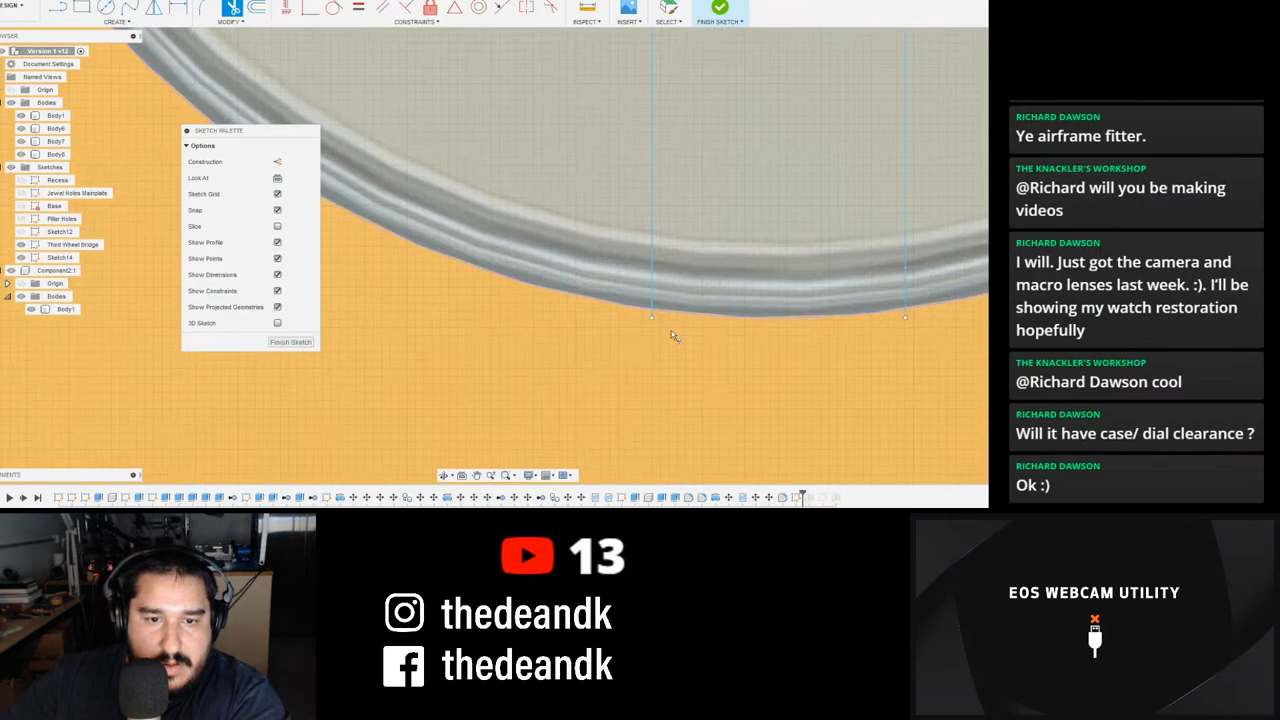 DESIGN
CREATE
MODIFY
CONSTRAINTS
INSPECT
INSERT
SELECT
FINISH SKETCH
Version 1 v12
Document Settings
Named Views
Origin
Bodies
Body1
Body6
Body7
Body8
Sketches
Recess
Jewel Holes Mainplate
Base
Pillar Holes
Sketch12
Third Wheel Bridge
Sketch14
Component2:1
Origin
Bodies
Body1
SKETCH PALETTE
Options
Construction
Look At
Sketch Grid
Snap
Slice
Show Profile
Show Points
Show Dimensions
Show Constraints
Show Projected Geometries
3D Sketch
Finish Sketch
RICHARD DAWSON
Ye airframe fitter.
THE KNACKLER'S WORKSHOP
@Richard will you be making
videos
RICHARD DAWSON
I will. Just got the camera and
macro lenses last week. :). I'll be
showing my watch restoration
hopefully
THE KNACKLER'S WORKSHOP
@Richard Dawson cool
RICHARD DAWSON
Will it have case/ dial clearance ?
RICHARD DAWSON
Ok :)
13
thedeandk
thedeandk
EOS WEBCAM UTILITY